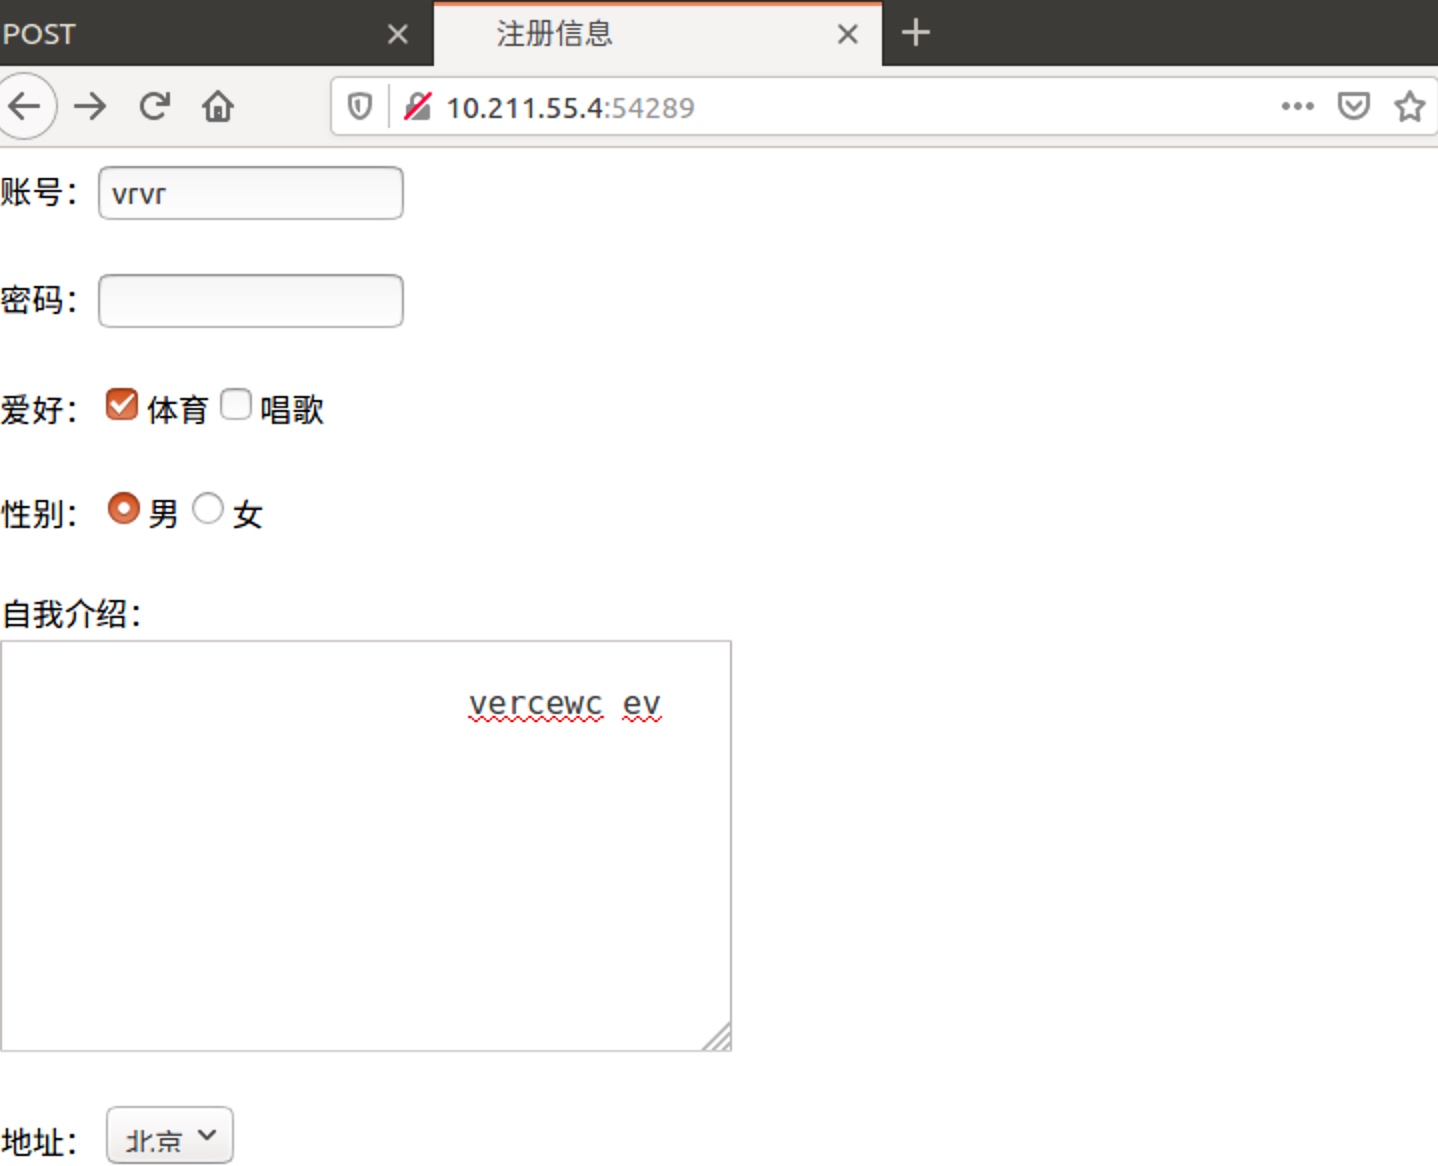 POST
注册信息
10.211.55.4:54289
账号： vrvr
密码：
爱好： 体育 唱歌
性别： 男 女
自我介绍：
vercewc ev
地址： 北京